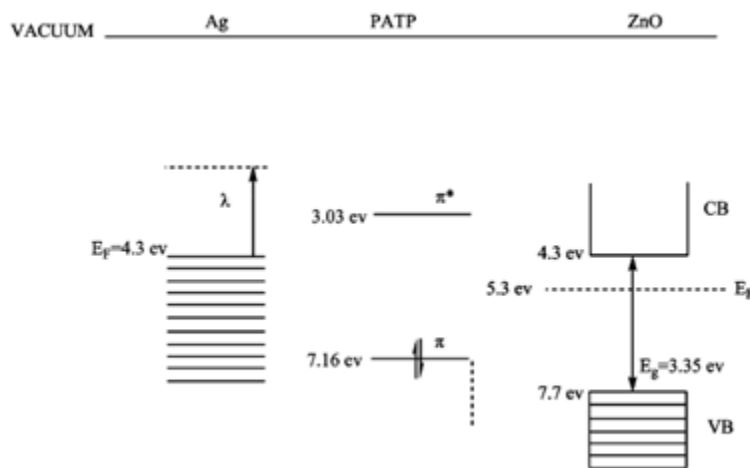 VACUUM Ag PATP ZnO
λ
π*
3.03 ev
CB
E_F=4.3 ev
4.3 ev
5.3 ev
π
7.16 ev
E_g=3.35 ev
7.7 ev
VB